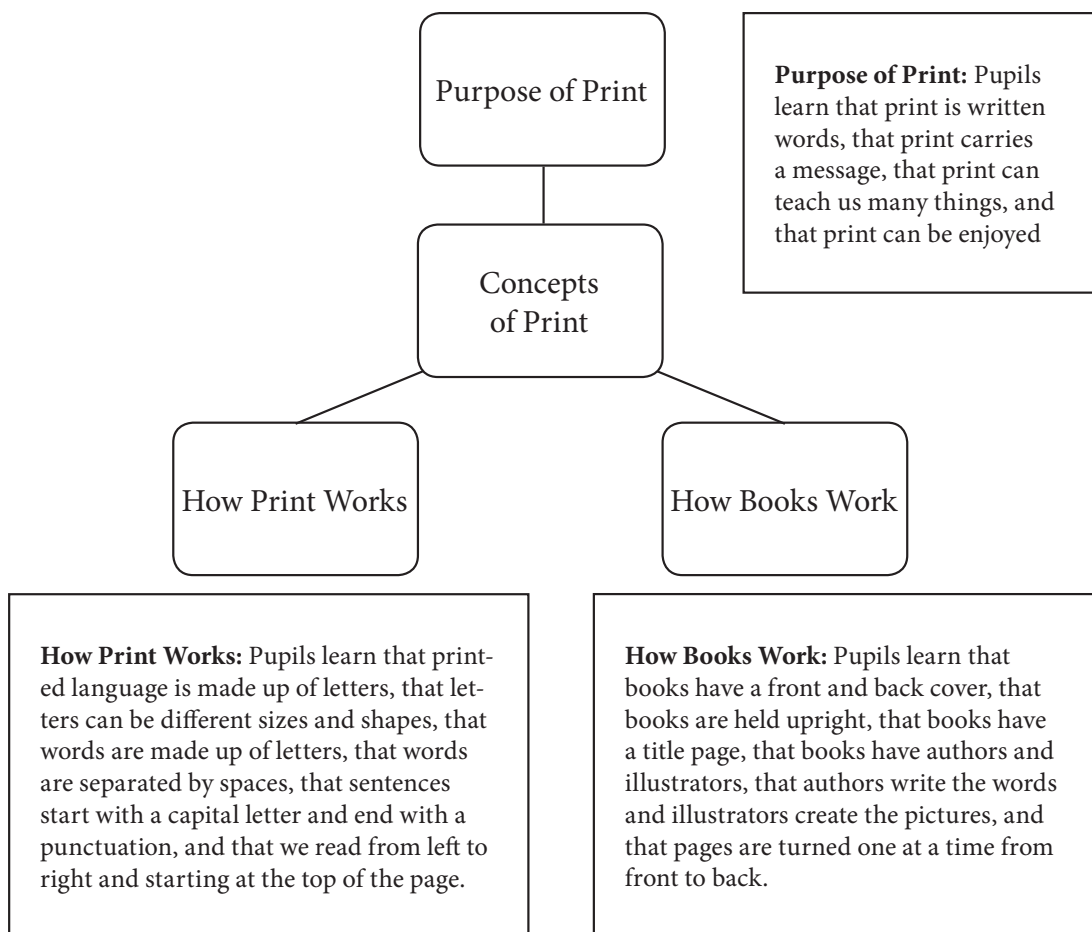 Purpose of Print
Purpose of Print: Pupils
learn that print is written
words, that print carries
a message, that print can
teach us many things, and
that print can be enjoyed
Concepts
of Print
How Print Works
How Books Work
How Print Works: Pupils learn that print-
ed language is made up of letters, that let-
ters can be different sizes and shapes, that
words are made up of letters, that words
are separated by spaces, that sentences
start with a capital letter and end with a
punctuation, and that we read from left to
right and starting at the top of the page.
How Books Work: Pupils learn that
books have a front and back cover, that
books are held upright, that books have
a title page, that books have authors and
illustrators, that authors write the words
and illustrators create the pictures, and
that pages are turned one at a time from
front to back.